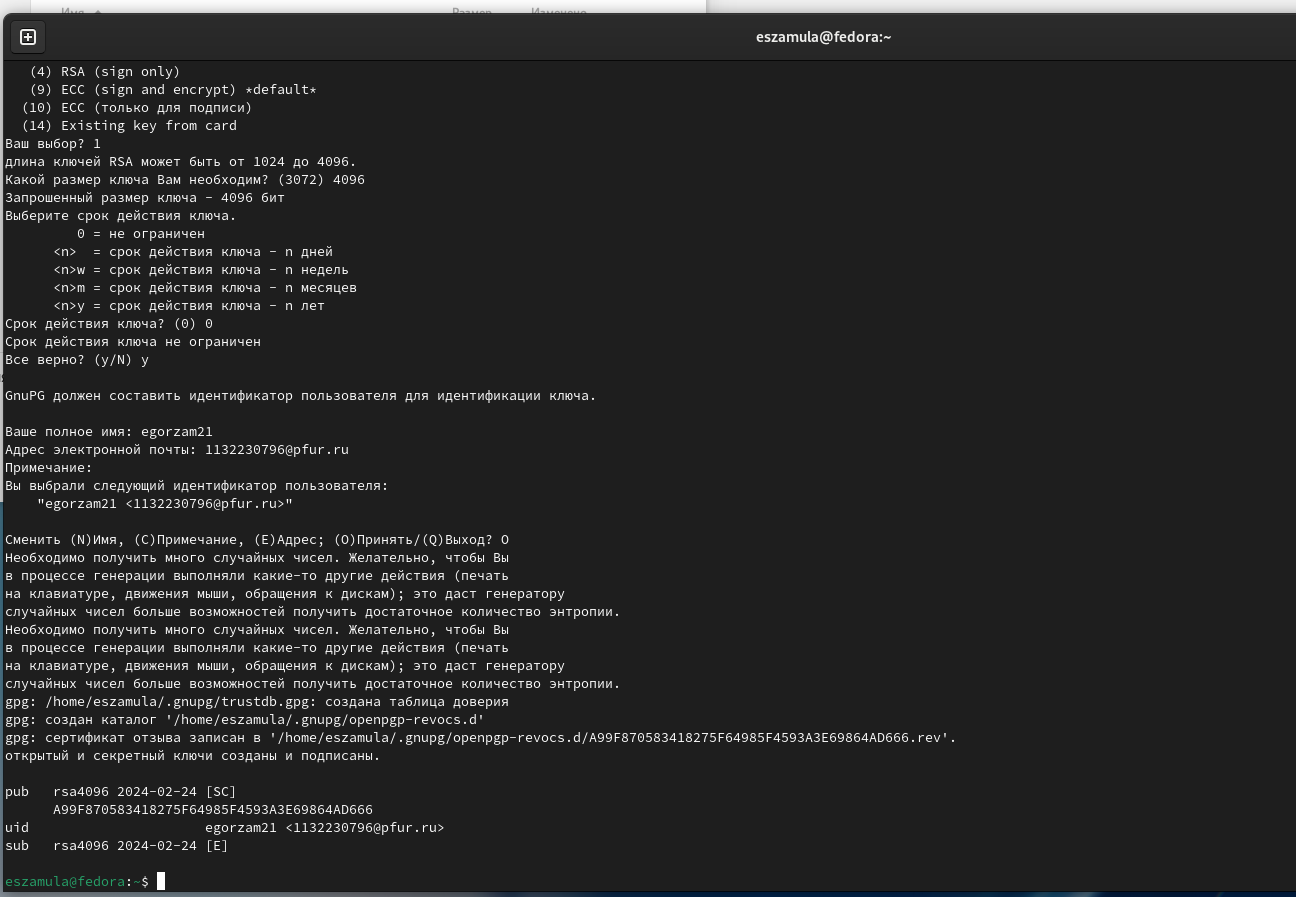 Имя
Размер
Изменено
eszamula@fedora:~
(4) RSA (sign only)
(9) ECC (sign and encrypt) *default*
(10) ECC (только для подписи)
(14) Existing key from card
Ваш выбор? 1
длина ключей RSA может быть от 1024 до 4096.
Какой размер ключа Вам необходим? (3072) 4096
Запрошенный размер ключа - 4096 бит
Выберите срок действия ключа.
0 = не ограничен
<n>  = срок действия ключа - n дней
<n>w = срок действия ключа - n недель
<n>m = срок действия ключа - n месяцев
<n>y = срок действия ключа - n лет
Срок действия ключа? (0) 0
Срок действия ключа не ограничен
Все верно? (y/N) y
GnuPG должен составить идентификатор пользователя для идентификации ключа.
Ваше полное имя: egorzam21
Адрес электронной почты: 1132230796@pfur.ru
Примечание:
Вы выбрали следующий идентификатор пользователя:
"egorzam21 <1132230796@pfur.ru>"
Сменить (N)Имя, (C)Примечание, (E)Адрес; (O)Принять/(Q)Выход? O
Необходимо получить много случайных чисел. Желательно, чтобы Вы
в процессе генерации выполняли какие-то другие действия (печать
на клавиатуре, движения мыши, обращения к дискам); это даст генератору
случайных чисел больше возможностей получить достаточное количество энтропии.
Необходимо получить много случайных чисел. Желательно, чтобы Вы
в процессе генерации выполняли какие-то другие действия (печать
на клавиатуре, движения мыши, обращения к дискам); это даст генератору
случайных чисел больше возможностей получить достаточное количество энтропии.
gpg: /home/eszamula/.gnupg/trustdb.gpg: создана таблица доверия
gpg: создан каталог '/home/eszamula/.gnupg/openpgp-revocs.d'
gpg: сертификат отзыва записан в '/home/eszamula/.gnupg/openpgp-revocs.d/A99F870583418275F64985F4593A3E69864AD666.rev'.
открытый и секретный ключи созданы и подписаны.
pub   rsa4096 2024-02-24 [SC]
A99F870583418275F64985F4593A3E69864AD666
uid                      egorzam21 <1132230796@pfur.ru>
sub   rsa4096 2024-02-24 [E]
eszamula@fedora:~$